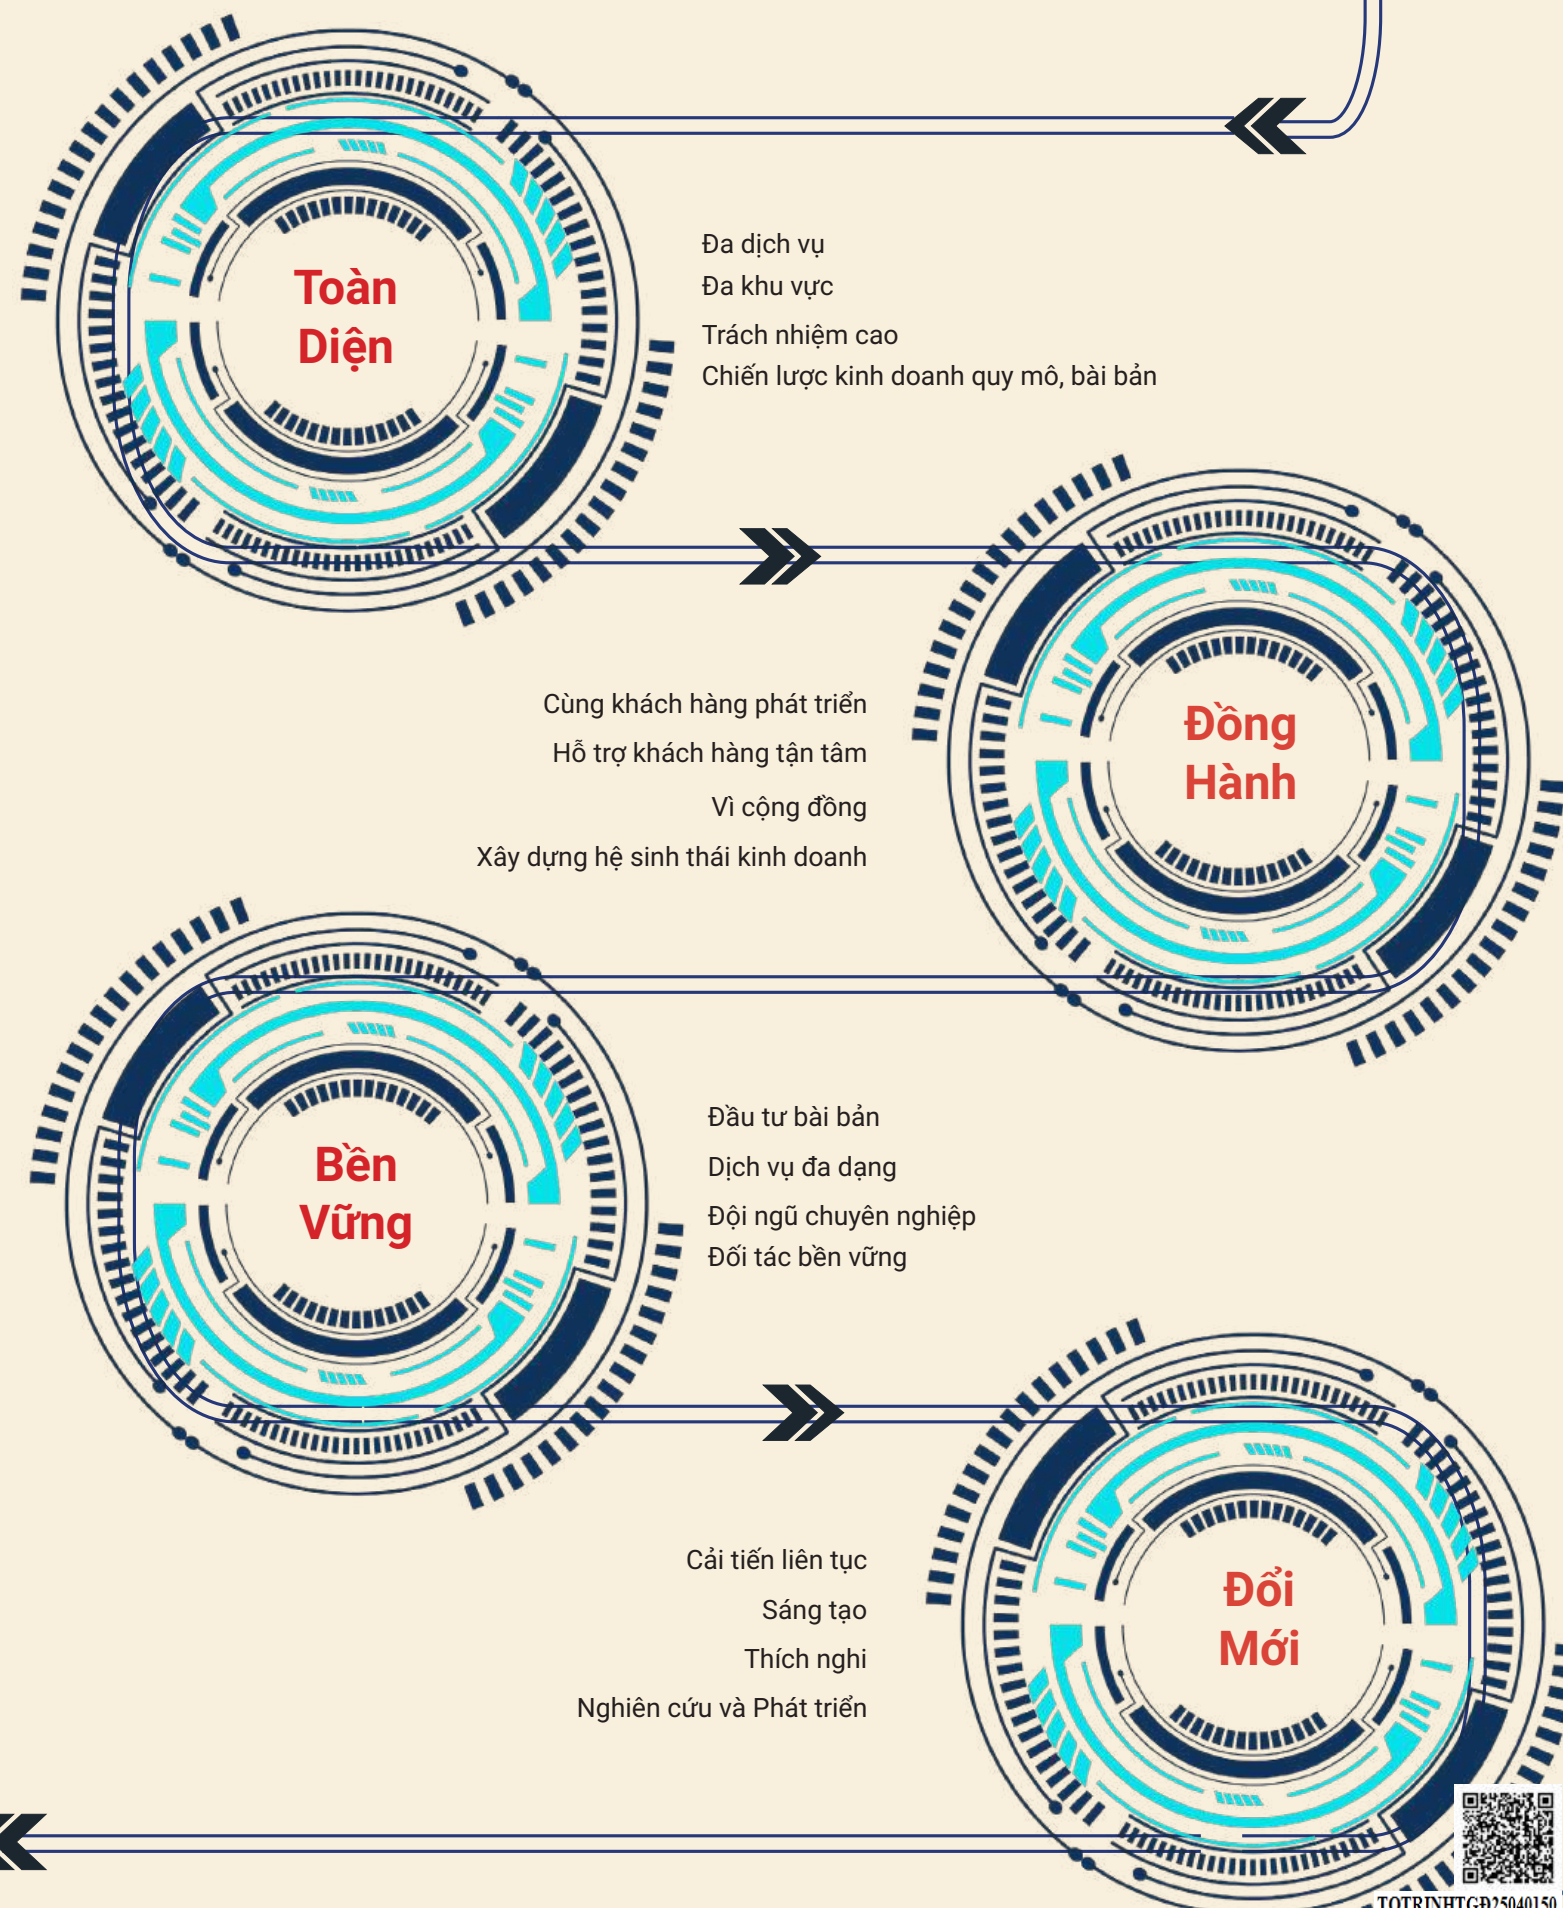 Toàn
Diện
Đa dịch vụ
Đa khu vực
Trách nhiệm cao
Chiến lược kinh doanh quy mô, bài bản
Cùng khách hàng phát triển
Hỗ trợ khách hàng tận tâm
Vì cộng đồng
Xây dựng hệ sinh thái kinh doanh
Đồng
Hành
Bền
Vững
Đầu tư bài bản
Dịch vụ đa dạng
Đội ngũ chuyên nghiệp
Đối tác bền vững
Cải tiến liên tục
Sáng tạo
Thích nghi
Nghiên cứu và Phát triển
Đổi
Mới
TOTRINHTGĐ25040150